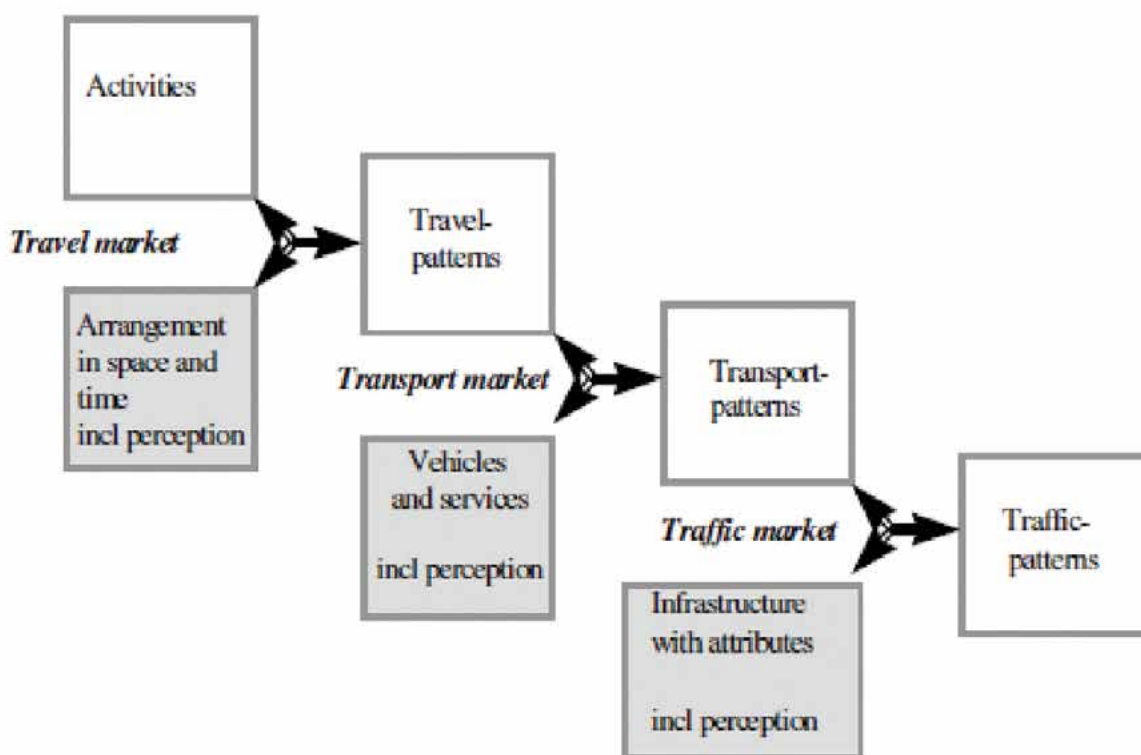 Activities
Travel market
Arrangement
in space and
time
incl perception
Travel-
patterns
Transport market
Vehicles
and services
incl perception
Transport-
patterns
Traffic market
Infrastructure
with attributes
incl perception
Traffic-
patterns